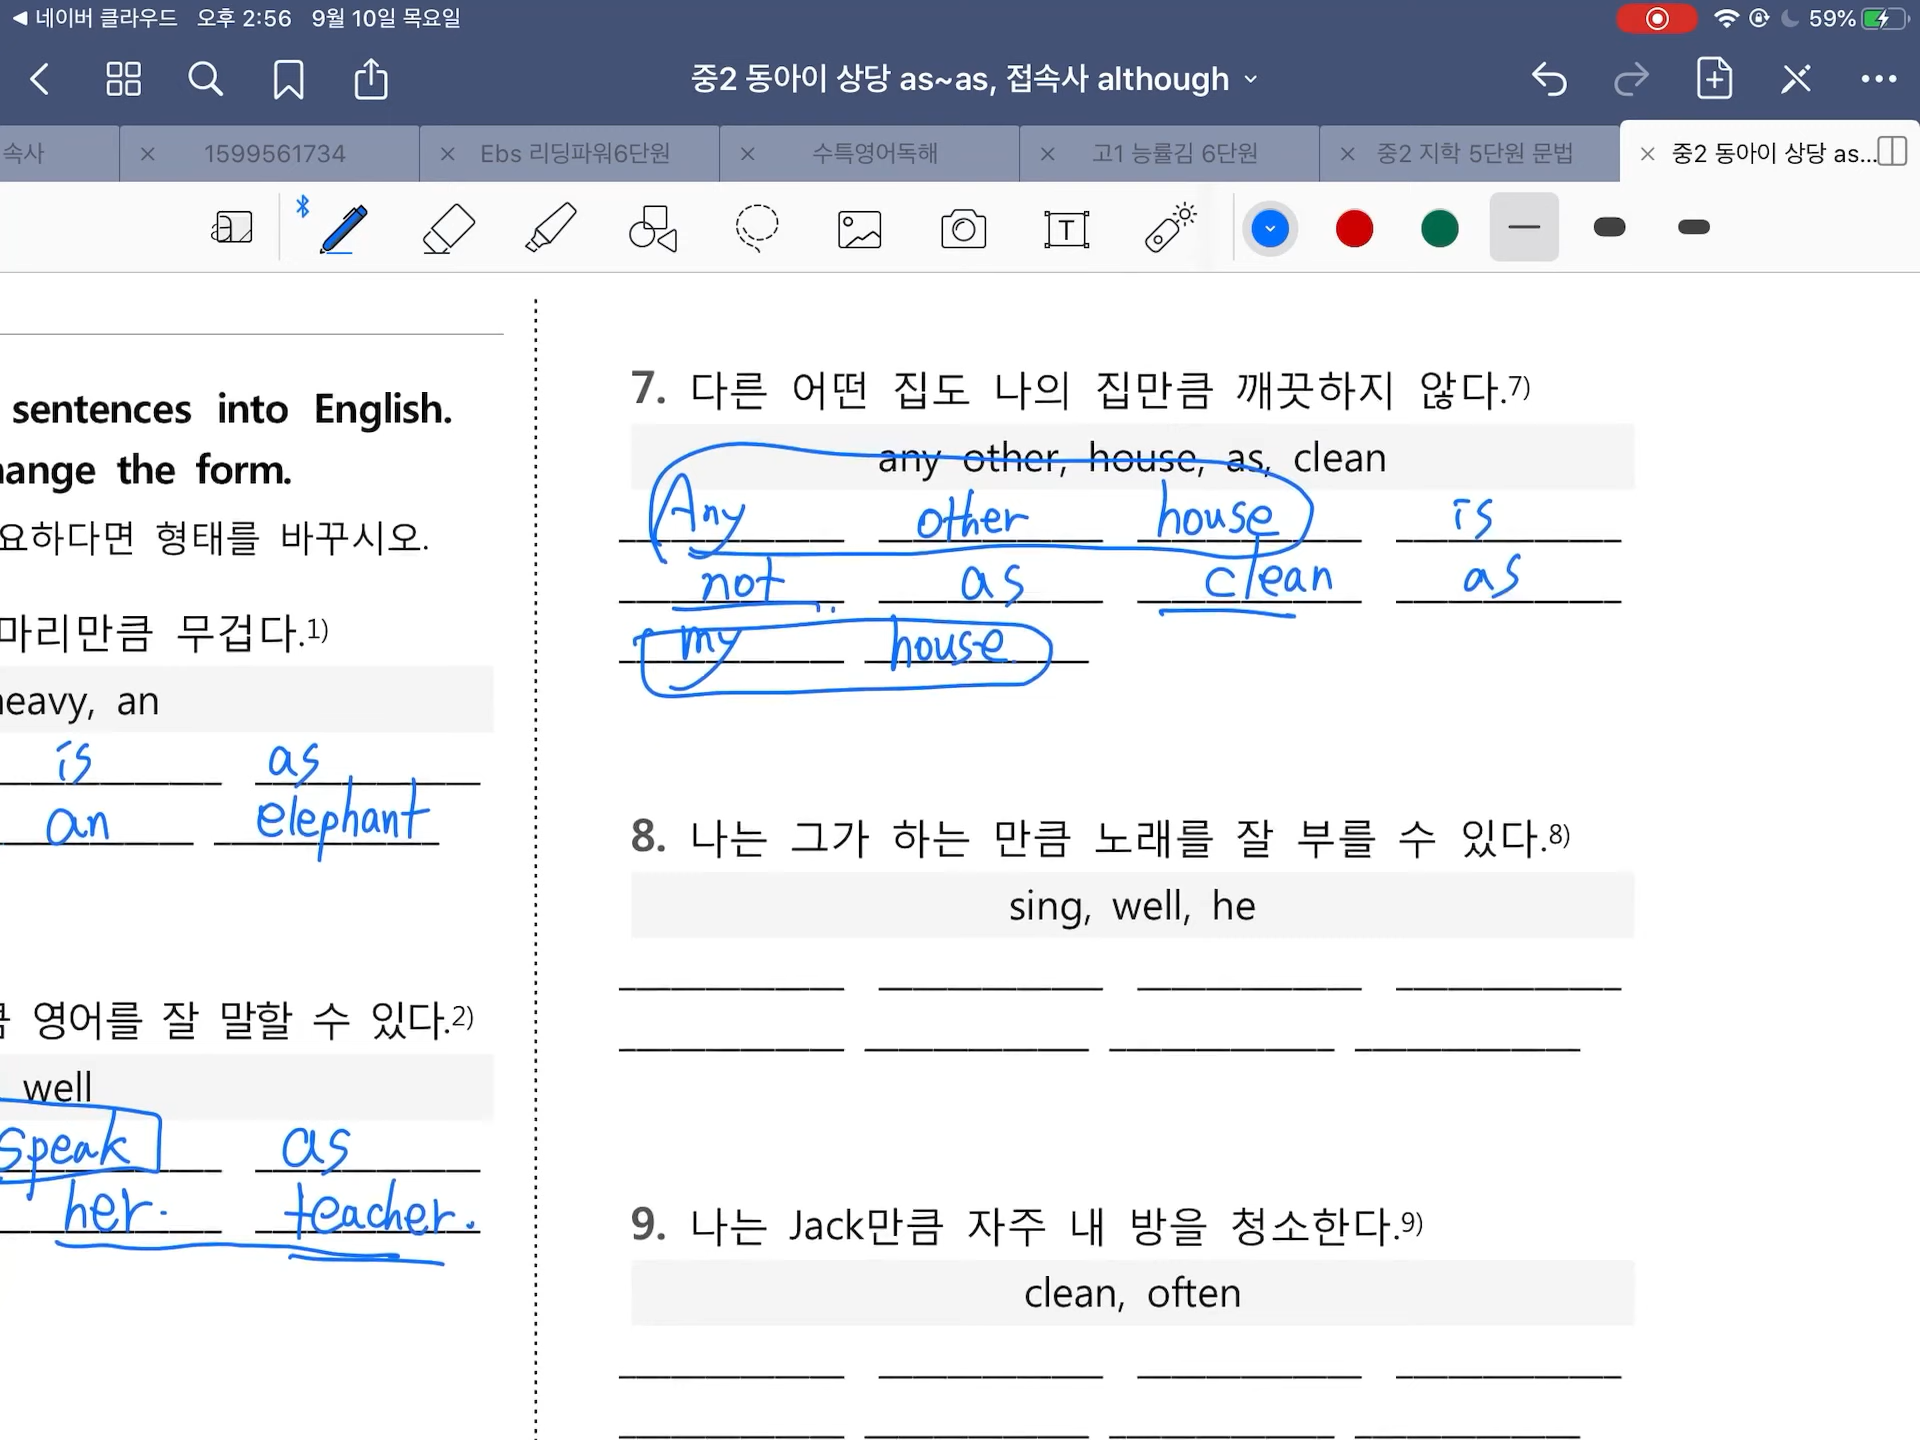 네이버 클라우드 오후 2:56 9월 10일 목요일 59%
중2 동아이 상당 as~as, 접속사 although
속사 1599561734 Ebs 리딩파워6단원 수특영어독해 고1 능률김 6단원 중2 지학 5단원 문법 중2 동아이 상당 as...
sentences into English.
ange the form.
요하다면 형태를 바꾸시오.
마리만큼 무겁다.1)
eavy, an
is as
an elephant
영어를 잘 말할 수 있다.2)
well
speak as
her. teacher.
7. 다른 어떤 집도 나의 집만큼 깨끗하지 않다.7)
any other, house, as, clean
Any other house is
not as clean as
my house.
8. 나는 그가 하는 만큼 노래를 잘 부를 수 있다.8)
sing, well, he
9. 나는 Jack만큼 자주 내 방을 청소한다.9)
clean, often